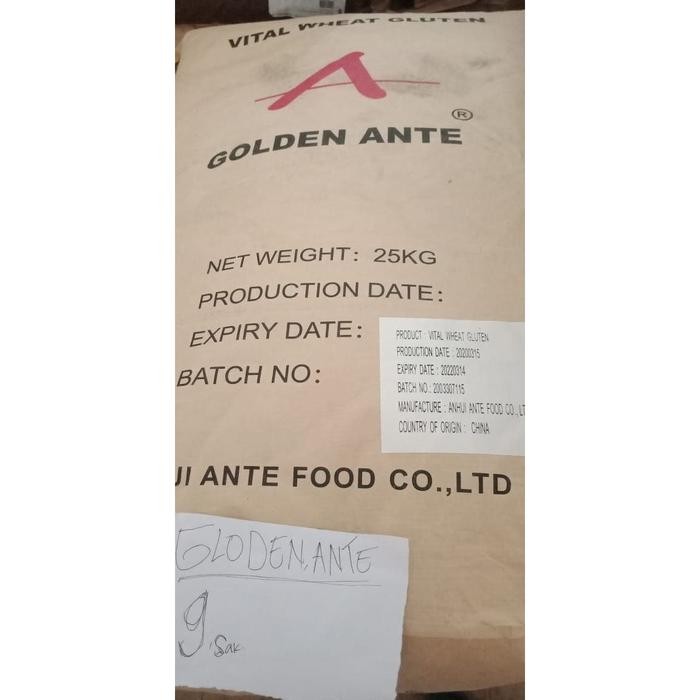 VITAL WHEAT GLUTEN
A
®
GOLDEN ANTE
NET WEIGHT: 25KG
PRODUCTION DATE:
EXPIRY DATE:
BATCH NO:
PRODUCT : VITAL WHEAT GLUTEN
PRODUCTION DATE : 20200315
EXPIRY DATE : 20220314
BATCH NO.: 2003307115
MANUFACTURE : ANHUI ANTE FOOD CO., LT
COUNTRY OF ORIGIN : CHINA
UI ANTE FOOD CO.,LTD
GLODEN.ANTE
9 Sak